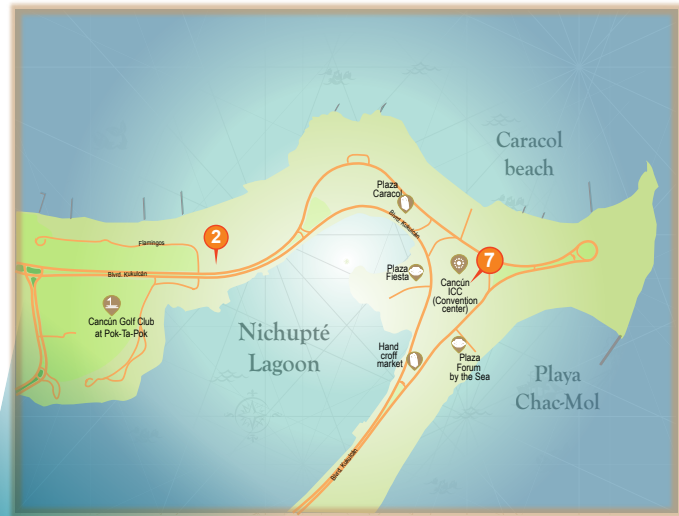 Caracol
beach
Plaza
Caracol
Blvd. Kukulcán
Flamingos
2
7
Blvd. Kukulcán
Plaza
Fiesta
Cancún
ICC
(Convention
center)
Cancún Golf Club
at Pok-Ta-Pok
Nichupté
Lagoon
Hand
croff
market
Plaza
Forum
by the Sea
Playa
Chac-Mol
Blvd. Kukulcán